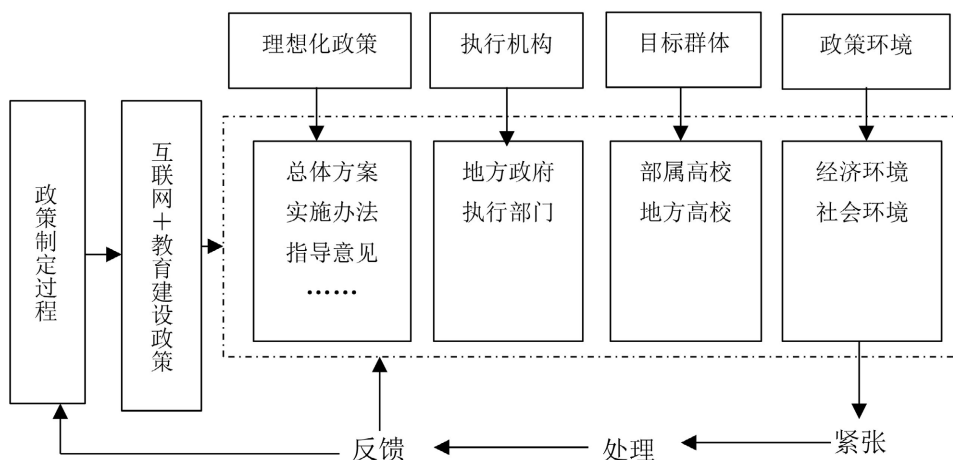 理想化政策
执行机构
目标群体
政策环境
政策制定过程
互联网＋教育建设政策
总体方案
实施办法
指导意见
……
地方政府
执行部门
部属高校
地方高校
经济环境
社会环境
反馈
处理
紧张